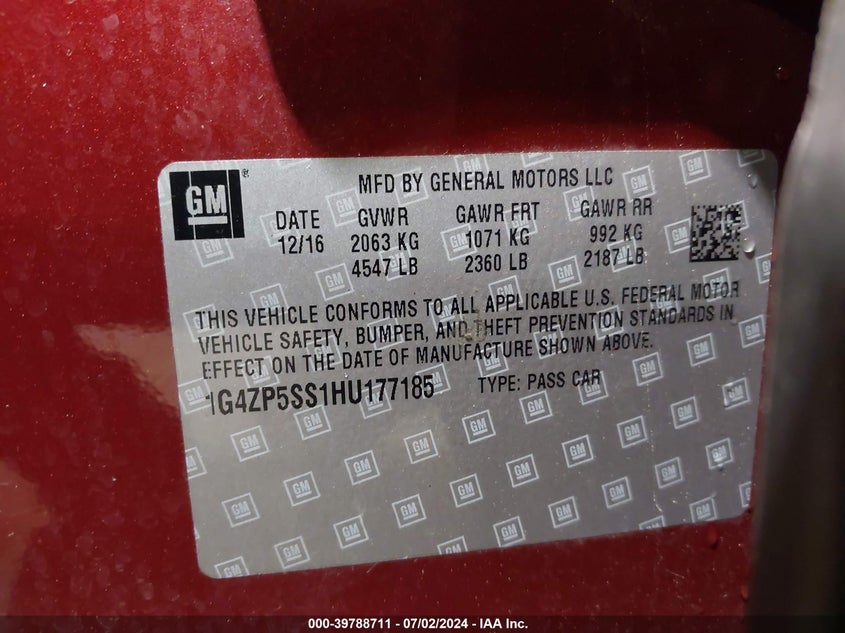 GM ®
MFD BY GENERAL MOTORS LLC
DATE GVWR GAWR FRT GAWR RR
12/16 2063 KG 1071 KG 992 KG
4547 LB 2360 LB 2187 LB
THIS VEHICLE CONFORMS TO ALL APPLICABLE U.S. FEDERAL MOTOR
VEHICLE SAFETY, BUMPER, AND THEFT PREVENTION STANDARDS IN
EFFECT ON THE DATE OF MANUFACTURE SHOWN ABOVE.
1G4ZP5SS1HU177185 TYPE: PASS CAR
000-39788711 - 07/02/2024 - IAA Inc.